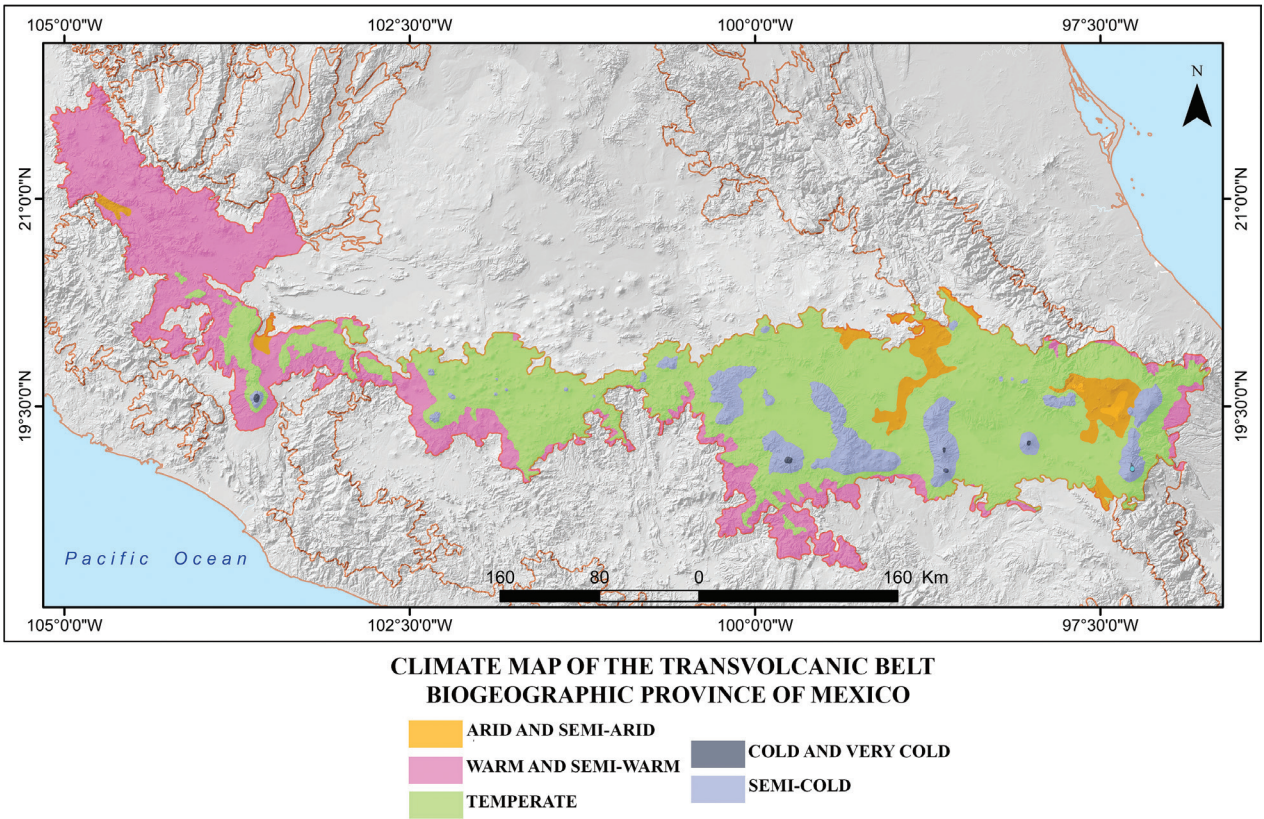 105°0'0"W 102°30'0"W 100°0'0"W 97°30'0"W
N
21°0'0"N 21°0'0"N
19°30'0"N 19°30'0"N
Pacific Ocean
160 80 0 160 Km
105°0'0"W 102°30'0"W 100°0'0"W 97°30'0"W
CLIMATE MAP OF THE TRANSVOLCANIC BELT
BIOGEOGRAPHIC PROVINCE OF MEXICO
ARID AND SEMI-ARID
WARM AND SEMI-WARM
TEMPERATE
COLD AND VERY COLD
SEMI-COLD